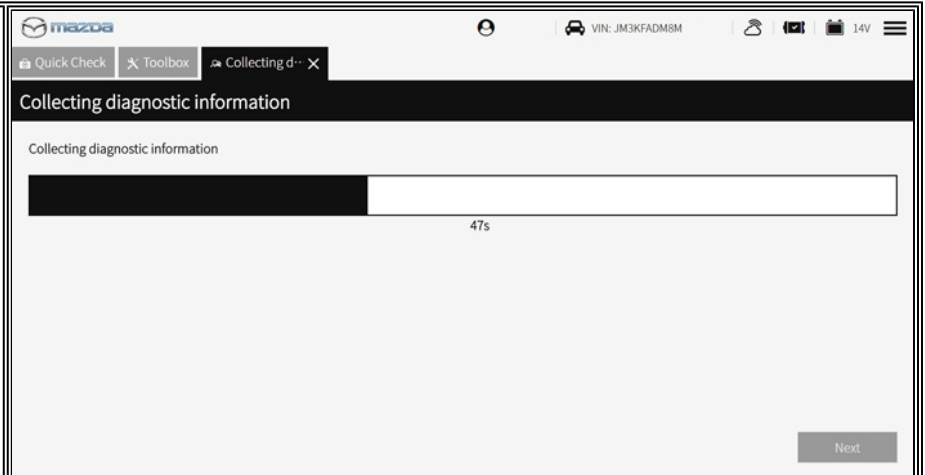 mazda VIN: JM3KFADM8M 14V
Quick Check Toolbox Collecting d··
Collecting diagnostic information
Collecting diagnostic information
47s
Next